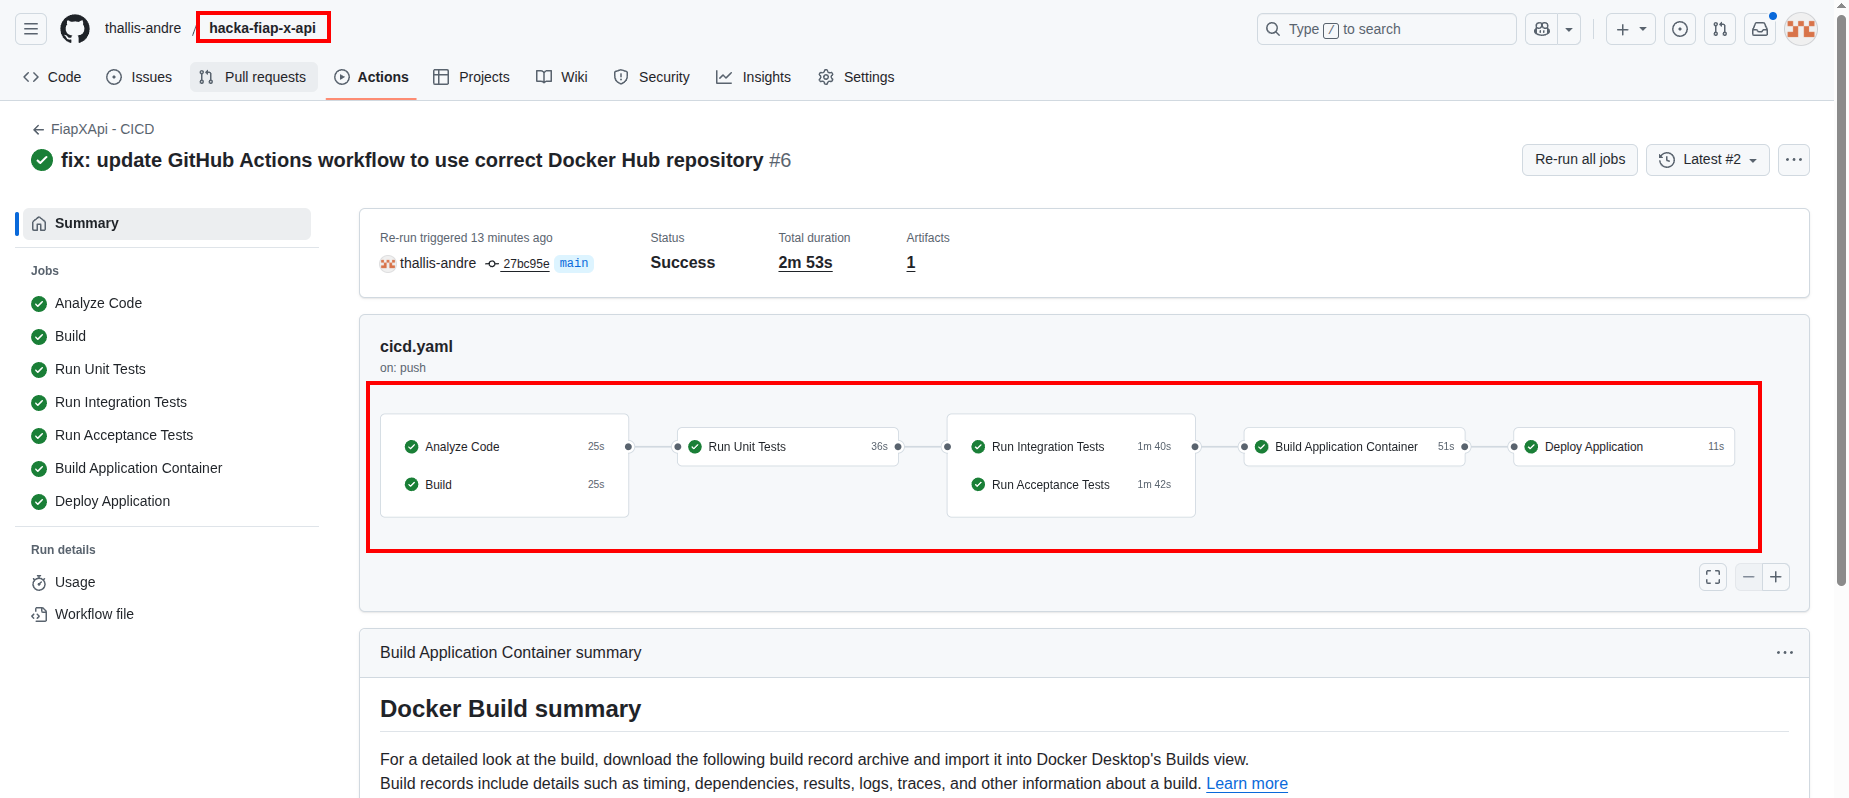 thallis-andre / hacka-fiap-x-api
Type / to search
Code Issues Pull requests Actions Projects Wiki Security Insights Settings
FiapXApi - CICD
fix: update GitHub Actions workflow to use correct Docker Hub repository #6
Re-run all jobs Latest #2
Summary
Jobs
Analyze Code
Build
Run Unit Tests
Run Integration Tests
Run Acceptance Tests
Build Application Container
Deploy Application
Run details
Usage
Workflow file
Re-run triggered 13 minutes ago Status Total duration Artifacts
thallis-andre 27bc95e main Success 2m 53s 1
cicd.yaml
on: push
Analyze Code 25s
Build 25s
Run Unit Tests 36s
Run Integration Tests 1m 40s
Run Acceptance Tests 1m 42s
Build Application Container 51s
Deploy Application 11s
Build Application Container summary
Docker Build summary
For a detailed look at the build, download the following build record archive and import it into Docker Desktop's Builds view.
Build records include details such as timing, dependencies, results, logs, traces, and other information about a build. Learn more